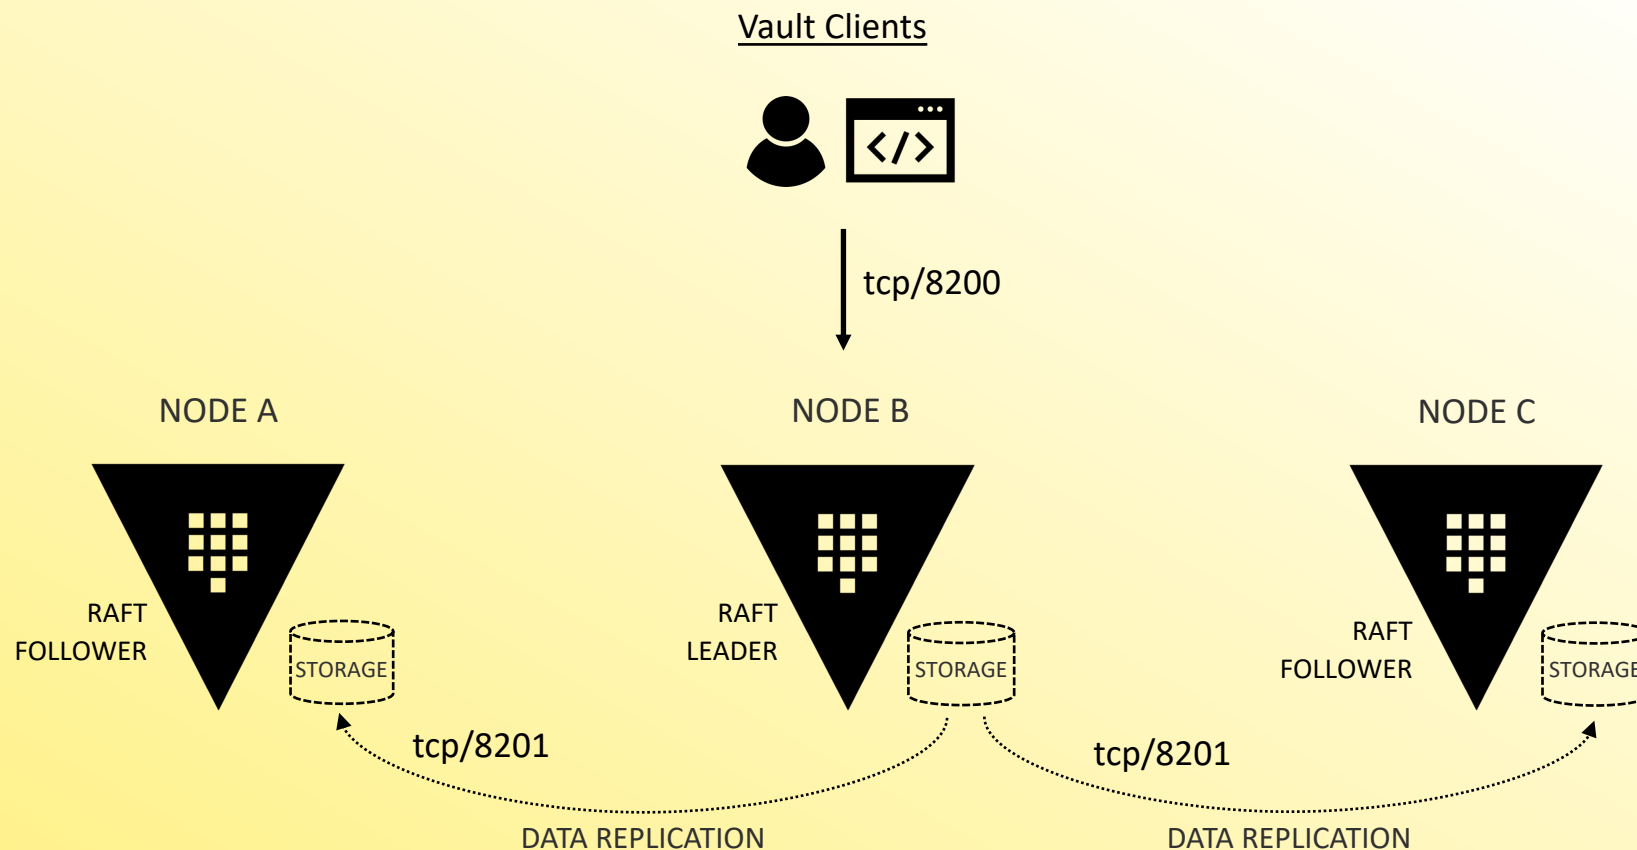 Vault Clients
</>
tcp/8200
NODE A
NODE B
NODE C
RAFT
FOLLOWER
STORAGE
RAFT
LEADER
STORAGE
RAFT
FOLLOWER
STORAGE
tcp/8201
tcp/8201
DATA REPLICATION
DATA REPLICATION